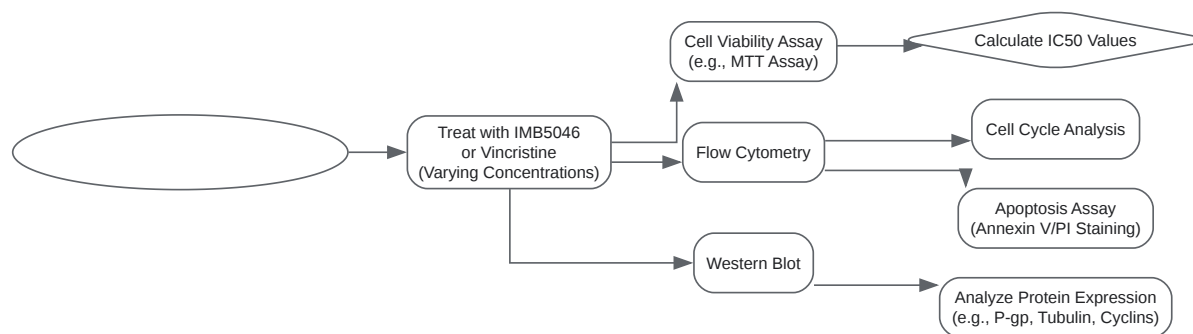 Cell Viability Assay
(e.g., MTT Assay)
Calculate IC50 Values
Treat with IMB5046
or Vincristine
(Varying Concentrations)
Flow Cytometry
Cell Cycle Analysis
Apoptosis Assay
(Annexin V/PI Staining)
Western Blot
Analyze Protein Expression
(e.g., P-gp, Tubulin, Cyclins)